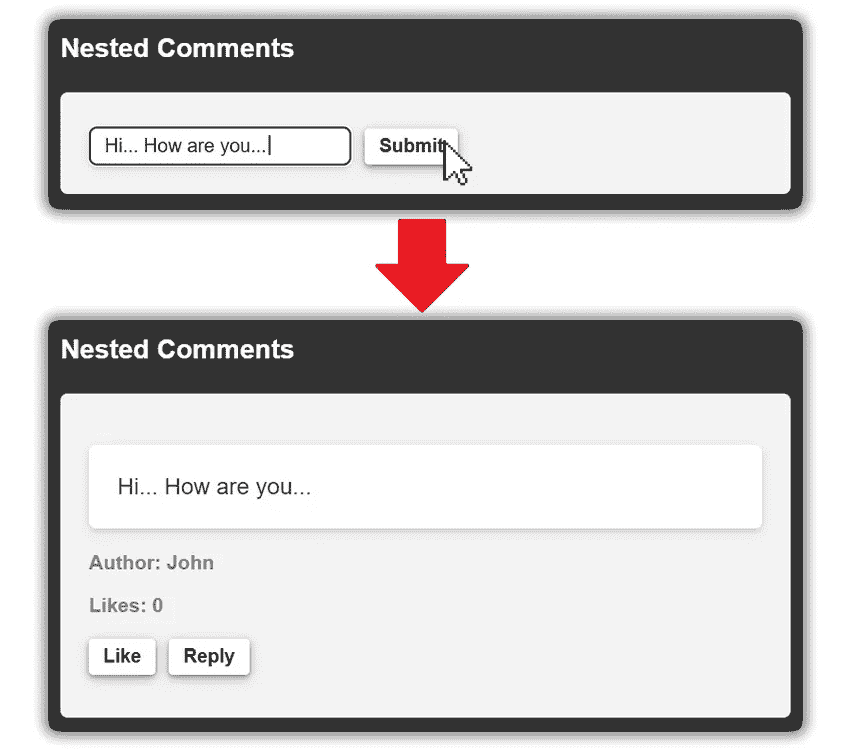 Nested Comments
Hi... How are you...
Submit
Nested Comments
Hi... How are you...
Author: John
Likes: 0
Like
Reply